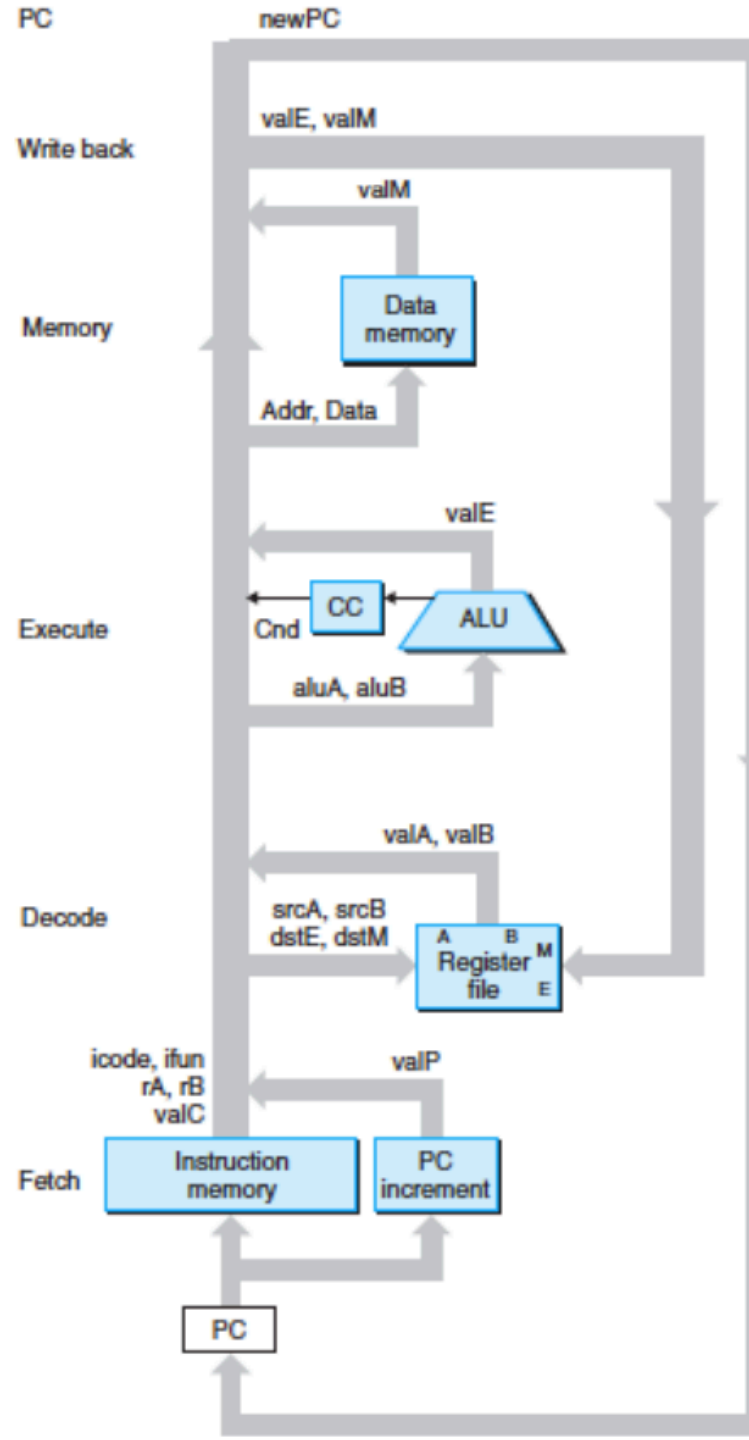 PC
newPC
valE, valM
Write back
valM
Data
memory
Memory
Addr, Data
valE
CC
ALU
Execute
Cnd
aluA, aluB
valA, valB
Decode
srcA, srcB
dstE, dstM
A B
M
Register
file
E
icode, ifun
rA, rB
valC
valP
Fetch
Instruction
memory
PC
increment
PC